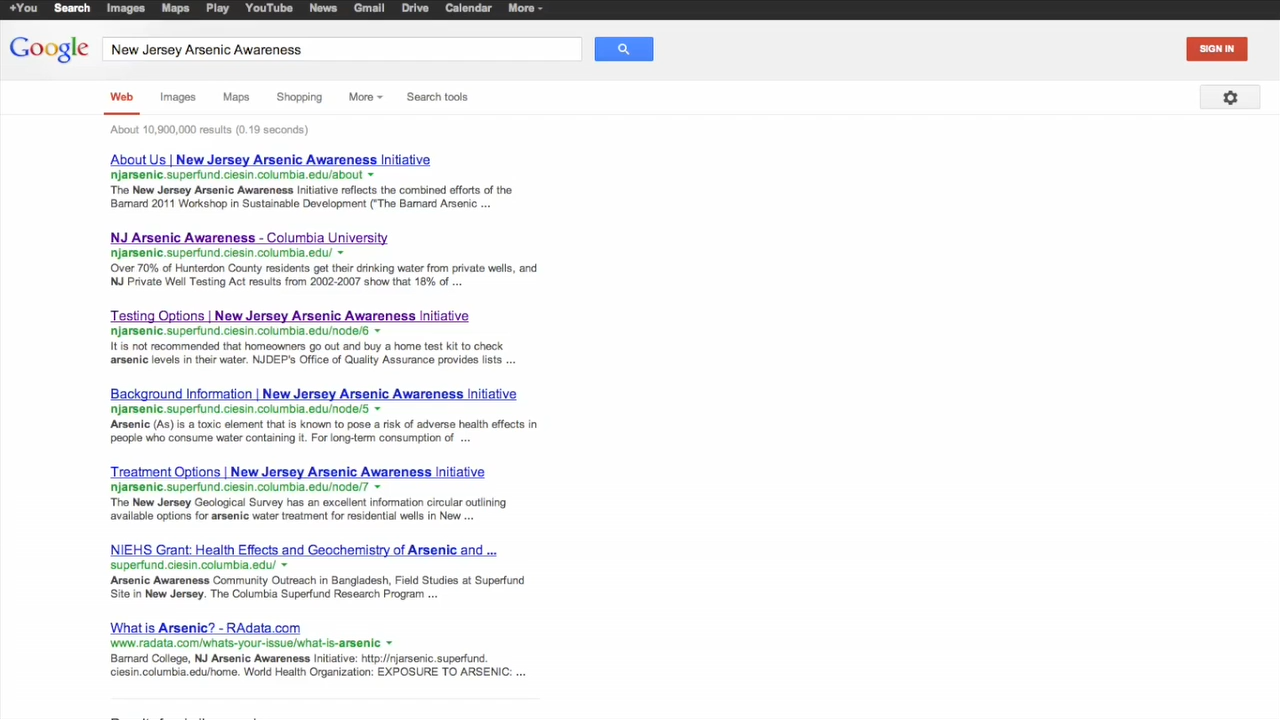 +You Search Images Maps Play YouTube News Gmail Drive Calendar More
Google New Jersey Arsenic Awareness SIGN IN
Web Images Maps Shopping More Search tools
About 10,900,000 results (0.19 seconds)
About Us | New Jersey Arsenic Awareness Initiative
njarsenic.superfund.ciesin.columbia.edu/about
The New Jersey Arsenic Awareness Initiative reflects the combined efforts of the
Barnard 2011 Workshop in Sustainable Development ("The Barnard Arsenic ...
NJ Arsenic Awareness - Columbia University
njarsenic.superfund.ciesin.columbia.edu/
Over 70% of Hunterdon County residents get their drinking water from private wells, and
NJ Private Well Testing Act results from 2002-2007 show that 18% of ...
Testing Options | New Jersey Arsenic Awareness Initiative
njarsenic.superfund.ciesin.columbia.edu/node/6
It is not recommended that homeowners go out and buy a home test kit to check
arsenic levels in their water. NJDEP's Office of Quality Assurance provides lists ...
Background Information | New Jersey Arsenic Awareness Initiative
njarsenic.superfund.ciesin.columbia.edu/node/5
Arsenic (As) is a toxic element that is known to pose a risk of adverse health effects in
people who consume water containing it. For long-term consumption of ...
Treatment Options | New Jersey Arsenic Awareness Initiative
njarsenic.superfund.ciesin.columbia.edu/node/7
The New Jersey Geological Survey has an excellent information circular outlining
available options for arsenic water treatment for residential wells in New ...
NIEHS Grant: Health Effects and Geochemistry of Arsenic and ...
superfund.ciesin.columbia.edu/
Arsenic Awareness Community Outreach in Bangladesh, Field Studies at Superfund
Site in New Jersey. The Columbia Superfund Research Program ...
What is Arsenic? - RAdata.com
www.radata.com/whats-your-issue/what-is-arsenic
Barnard College, NJ Arsenic Awareness Initiative: http://njarsenic.superfund.
ciesin.columbia.edu/home. World Health Organization: EXPOSURE TO ARSENIC: ...